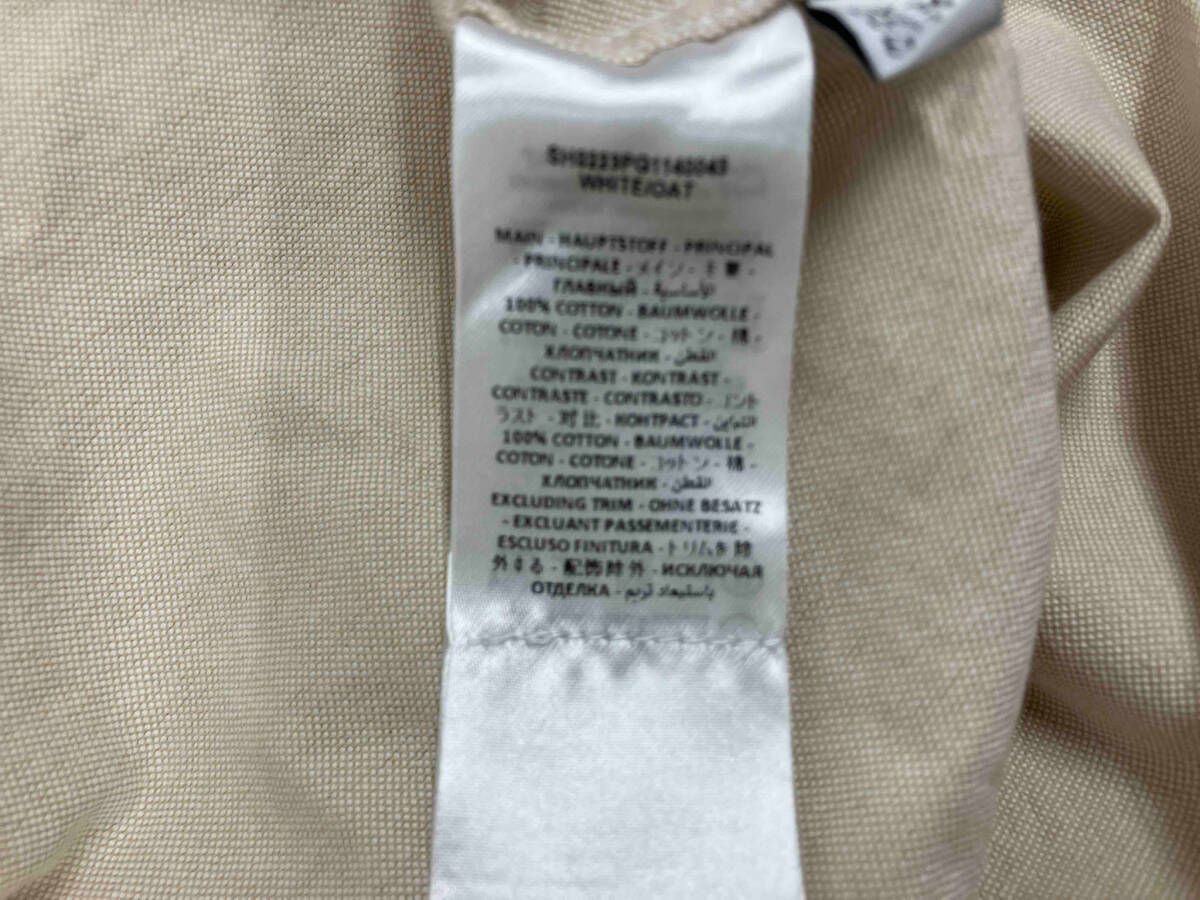 SH0223PG1140043
WHITE/OAT
MAIN - HAUPTSTOFF - PRINCIPAL
- PRINCIPALE - メイン - 主要
ГЛАВНЫЙ - الأساسية
100% COTTON - BAUMWOLLE -
COTON - COTONE - コットン - 棉 -
ХЛОПЧАТНИК - القطن
CONTRAST - KONTRAST -
CONTRASTE - CONTRASTO - コント
ラスト - 对比 - КОНТРАСТ - التباين
100% COTTON - BAUMWOLLE -
COTON - COTONE - コットン - 棉 -
ХЛОПЧАТНИК - القطن
EXCLUDING TRIM - OHNE BESATZ
- EXCLUANT PASSEMENTERIE -
ESCLUSO FINITURA - トリムを除
外する - 配饰除外 - ИСКЛЮЧАЯ
ОТДЕЛКА - باستبعاد تريم